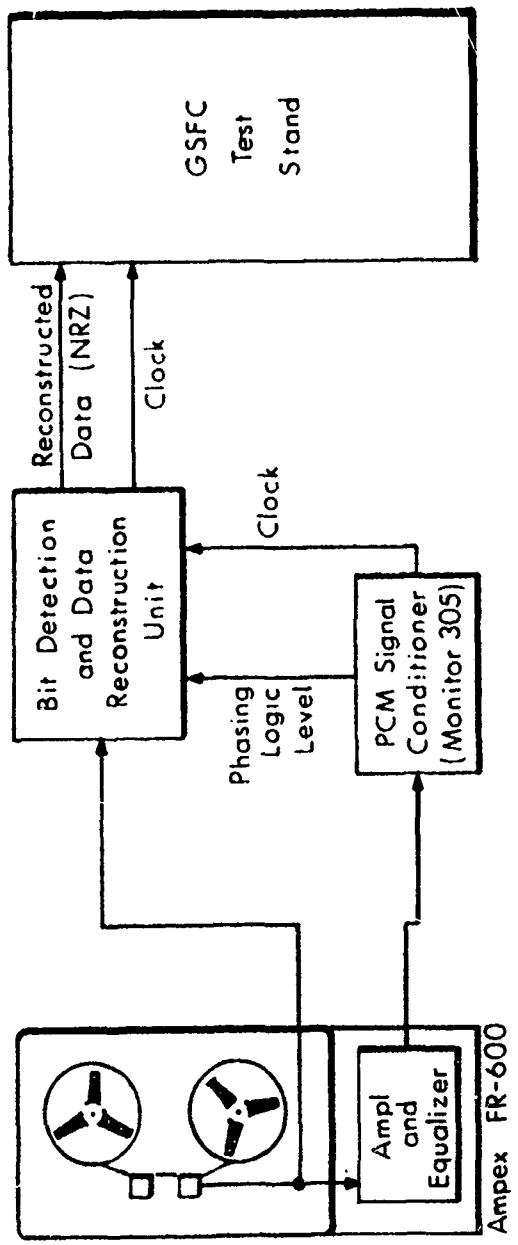 Ampex FR-600
Ampl
and
Equalizer
PCM Signal
Conditioner
(Monitor 305)
Phasing
Logic
Level
Clock
Bit Detection
and Data
Reconstruction
Unit
Reconstructed
Data (NRZ)
Clock
GSFC
Test
Stand